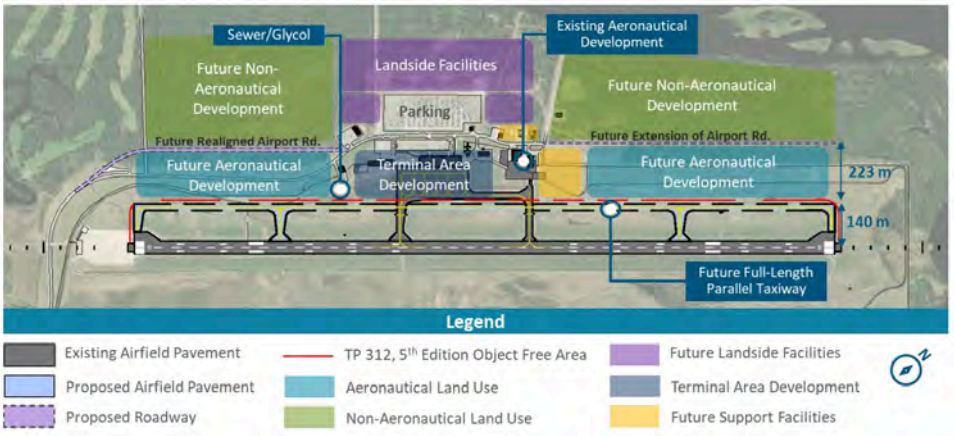 Sewer/Glycol
Existing Aeronautical
Development
Future Non-
Aeronautical
Development
Landside Facilities
Future Non-Aeronautical
Development
Parking
Future Realigned Airport Rd.
Future Extension of Airport Rd.
Future Aeronautical
Development
Terminal Area
Development
Future Aeronautical
Development
223 m
140 m
Future Full-Length
Parallel Taxiway
Legend
Existing Airfield Pavement
TP 312, 5th Edition Object Free Area
Future Landside Facilities
Proposed Airfield Pavement
Aeronautical Land Use
Terminal Area Development
Proposed Roadway
Non-Aeronautical Land Use
Future Support Facilities
N